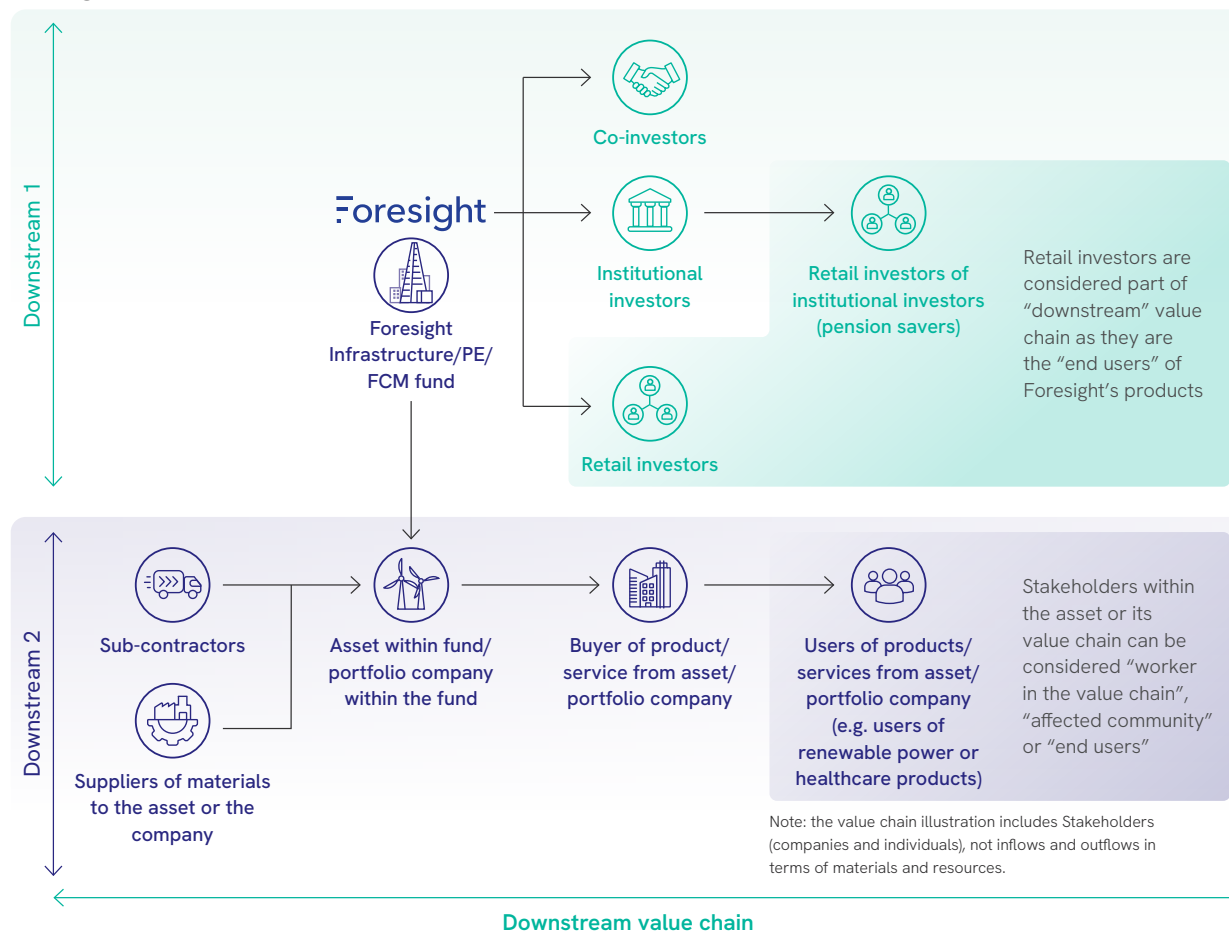 Downstream 1
Co-investors
Foresight
Foresight
Infrastructure/PE/
FCM fund
Institutional
investors
Retail investors of
institutional investors
(pension savers)
Retail investors are
considered part of
“downstream” value
chain as they are
the “end users” of
Foresight’s products
Retail investors
Downstream 2
Sub-contractors
Suppliers of materials
to the asset or the
company
Asset within fund/
portfolio company
within the fund
Buyer of product/
service from asset/
portfolio company
Users of products/
services from asset/
portfolio company
(e.g. users of
renewable power or
healthcare products)
Stakeholders within
the asset or its
value chain can be
considered “worker
in the value chain”,
“affected community”
or “end users”
Note: the value chain illustration includes Stakeholders
(companies and individuals), not inflows and outflows in
terms of materials and resources.
Downstream value chain